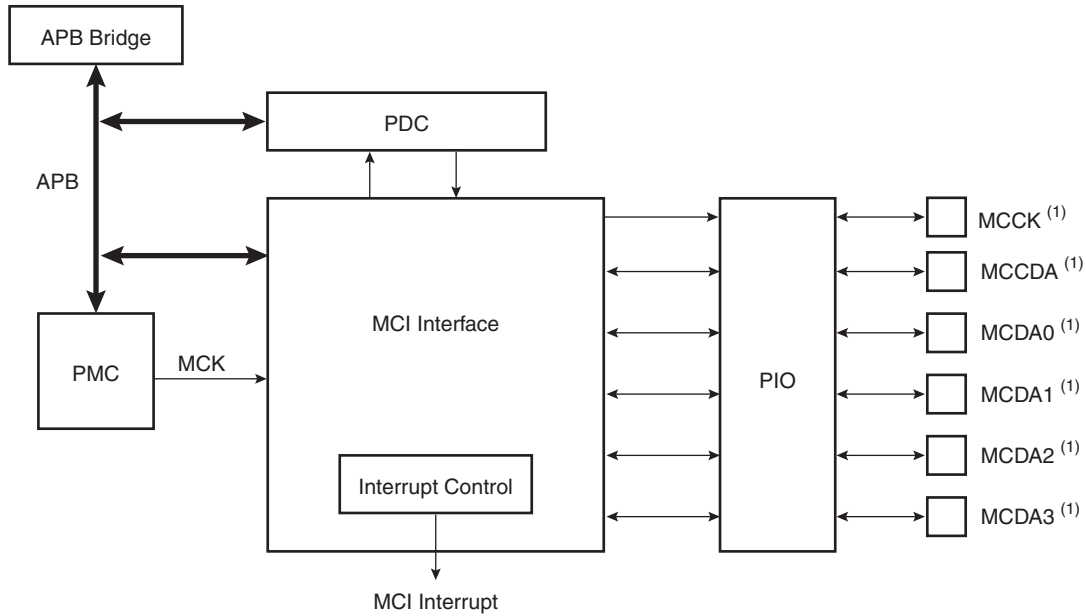 APB Bridge
PDC
APB
MCCK (1)
MCCDA (1)
MCI Interface
MCDA0 (1)
PMC
MCK
PIO
MCDA1 (1)
MCDA2 (1)
Interrupt Control
MCDA3 (1)
MCI Interrupt